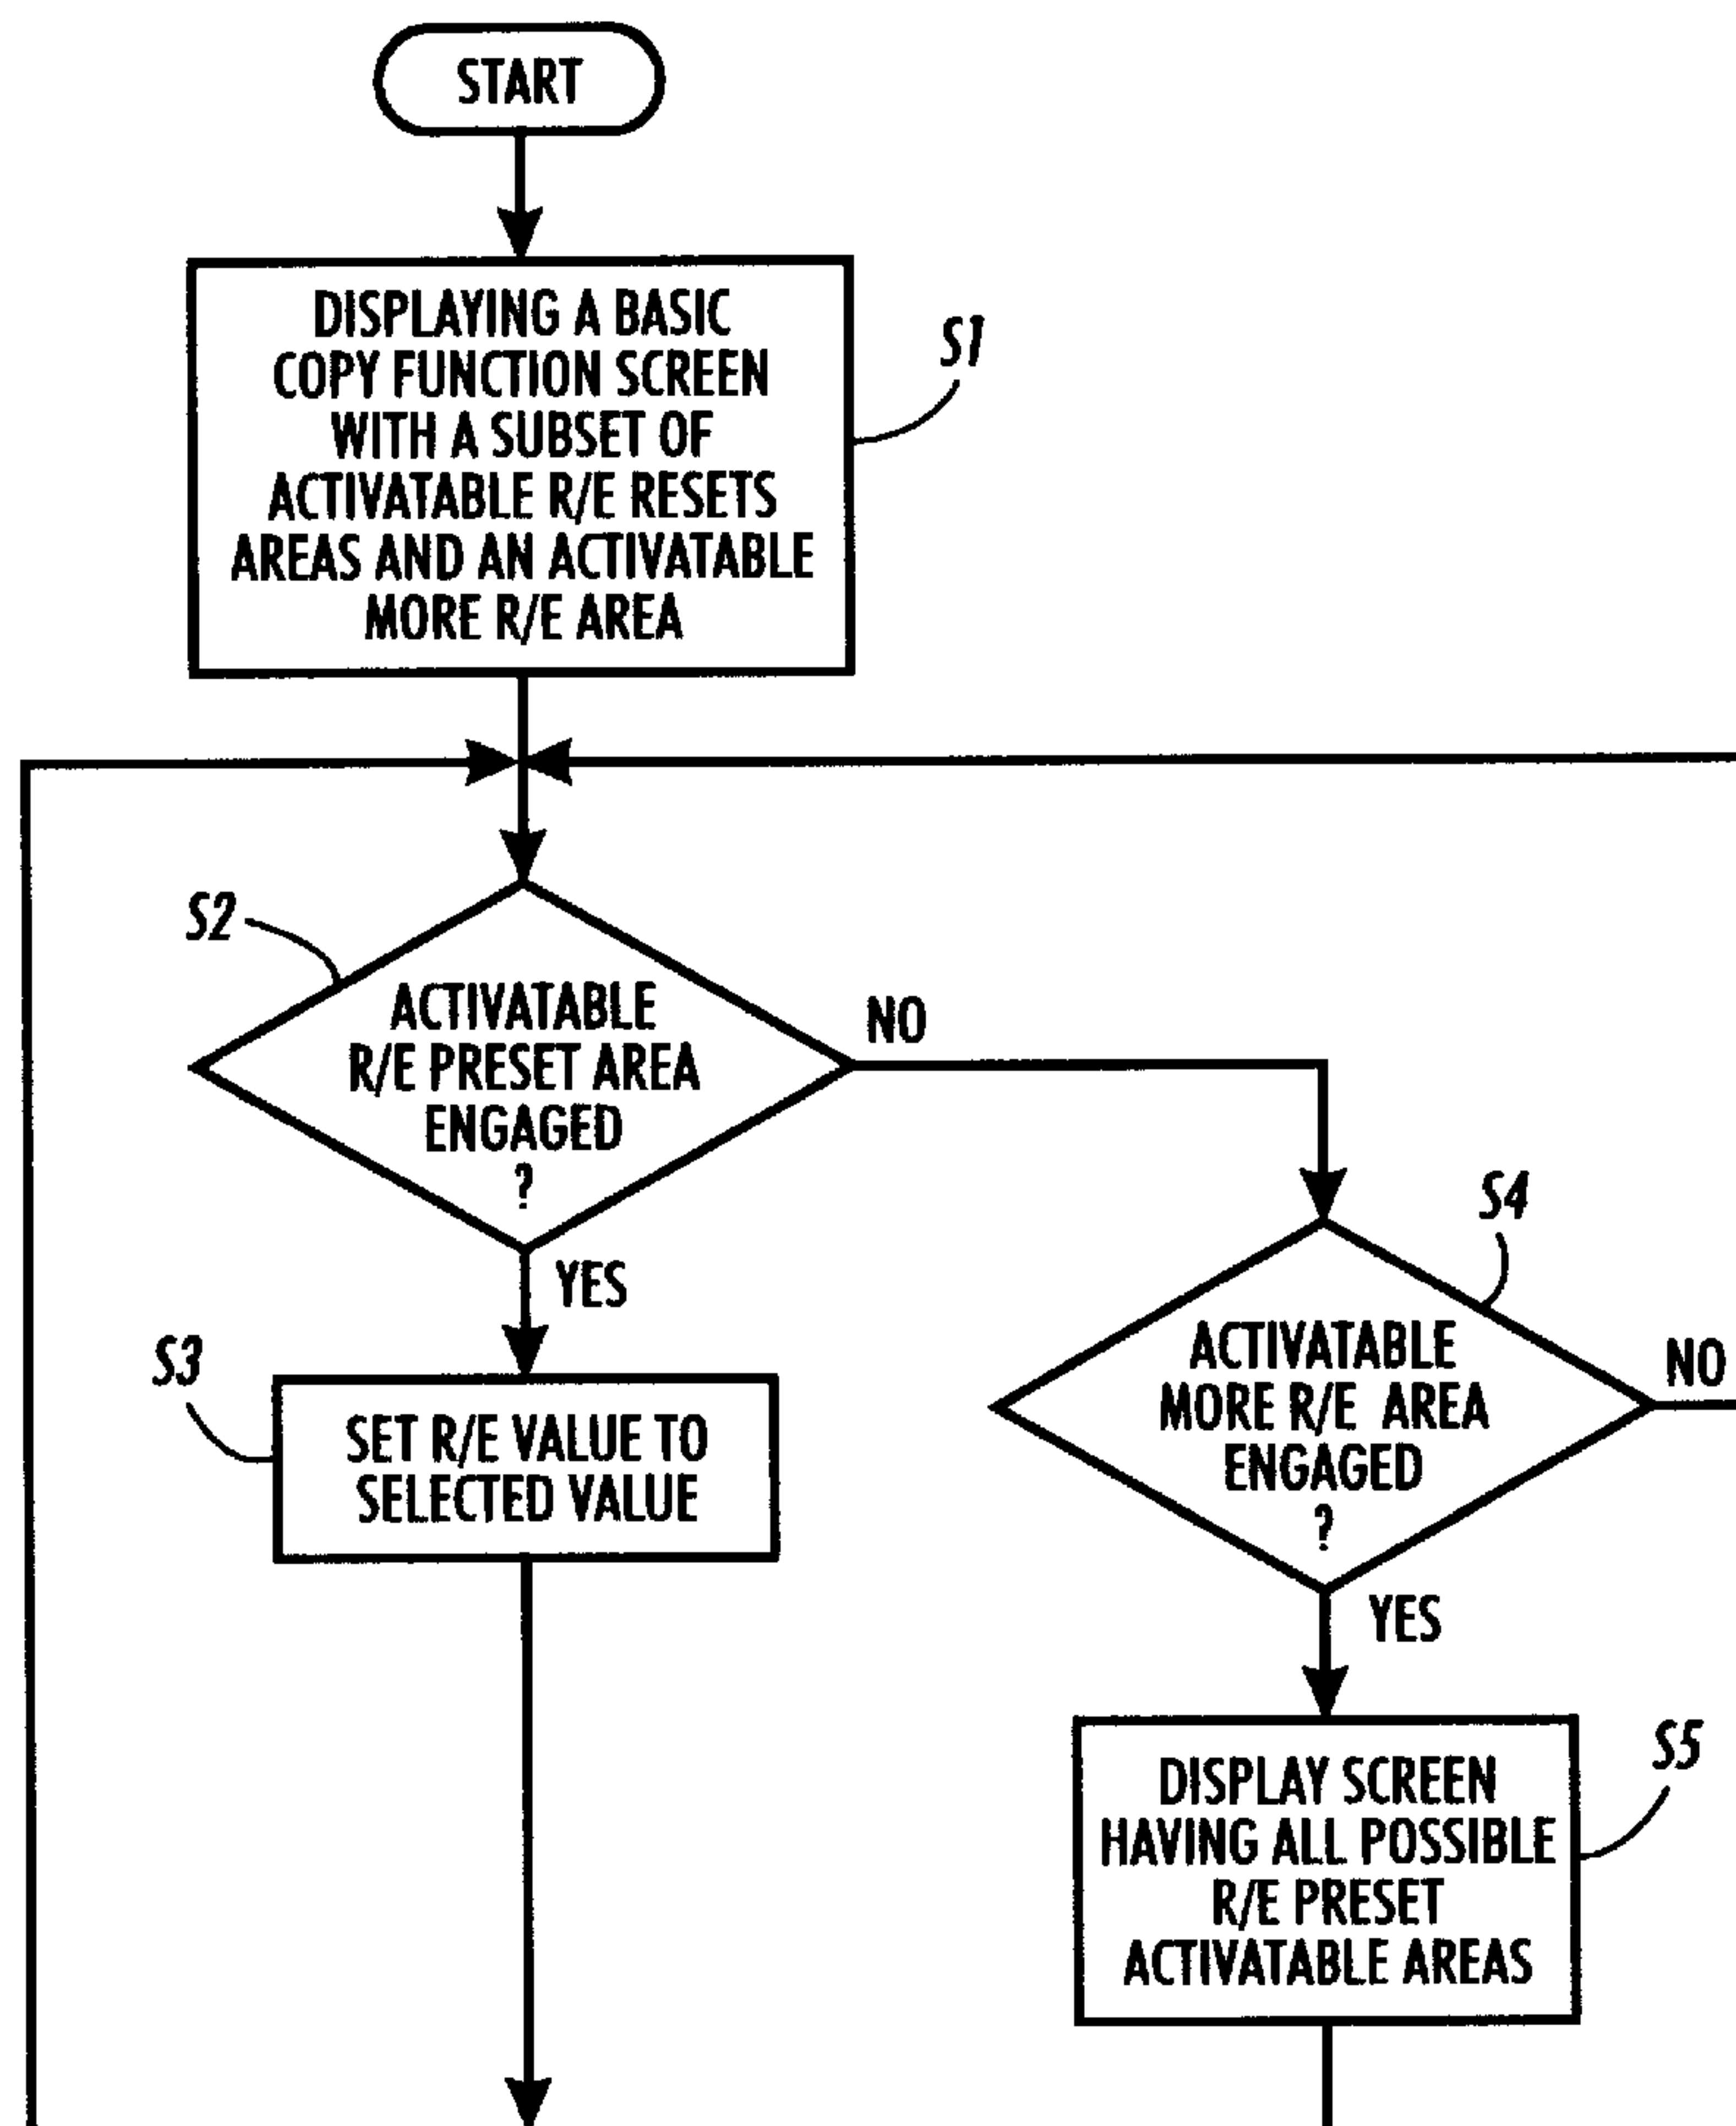 START
DISPLAYING A BASIC
COPY FUNCTION SCREEN
WITH A SUBSET OF
ACTIVATABLE R/E RESETS
AREAS AND AN ACTIVATABLE
MORE R/E AREA
S1
S2
ACTIVATABLE
R/E PRESET AREA
ENGAGED
?
NO
YES
S3
SET R/E VALUE TO
SELECTED VALUE
S4
ACTIVATABLE
MORE R/E AREA
ENGAGED
?
NO
YES
S5
DISPLAY SCREEN
HAVING ALL POSSIBLE
R/E PRESET
ACTIVATABLE AREAS